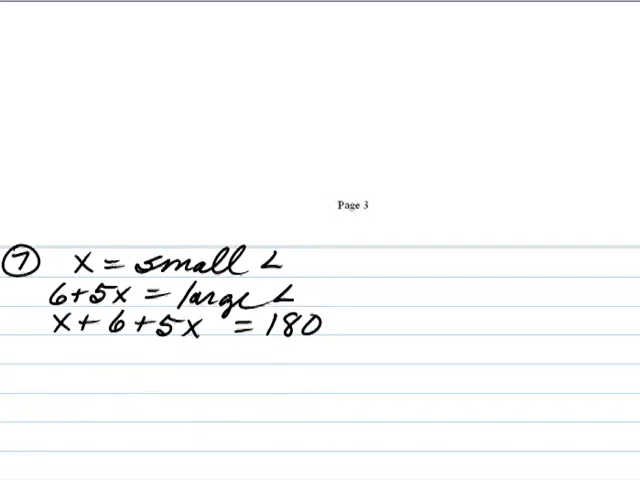 Page 3
⑦ x = small ∠
6+5x = large ∠
x + 6 + 5x = 180